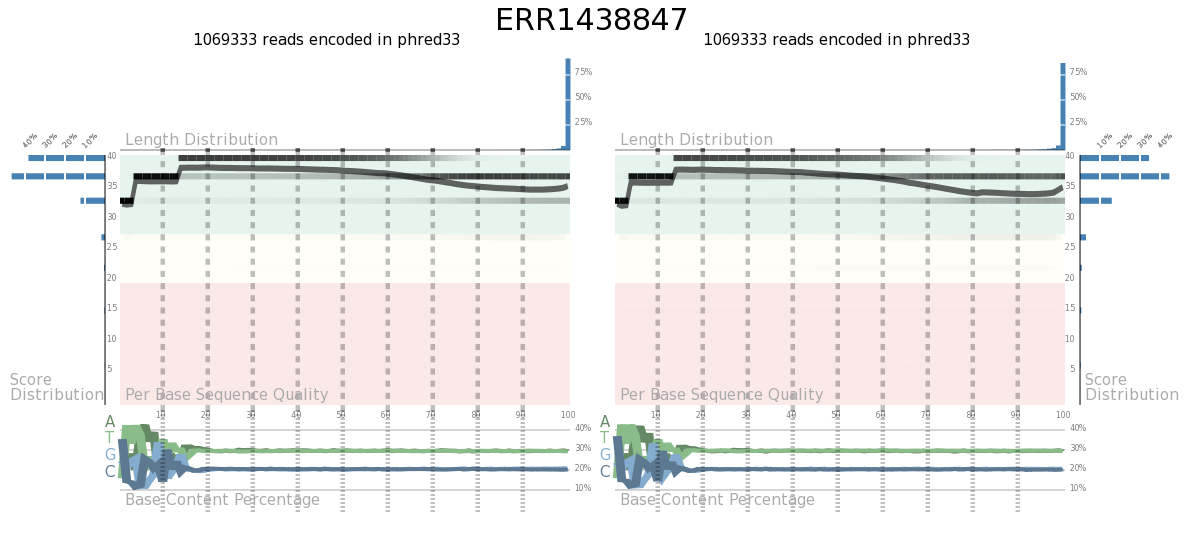 ERR1438847
1069333 reads encoded in phred33
1069333 reads encoded in phred33
75%
50%
25%
75%
50%
25%
Length Distribution
Length Distribution
40%
30%
20%
10%
10%
20%
30%
40%
40
35
30
25
20
15
10
5
40
35
30
25
20
15
10
5
Score
Distribution
Per Base Sequence Quality
Per Base Sequence Quality
Score
Distribution
10 20 30 40 50 60 70 80 90 100
10 20 30 40 50 60 70 80 90 100
A
T
G
C
40%
30%
20%
10%
A
T
G
C
40%
30%
20%
10%
Base Content Percentage
Base Content Percentage